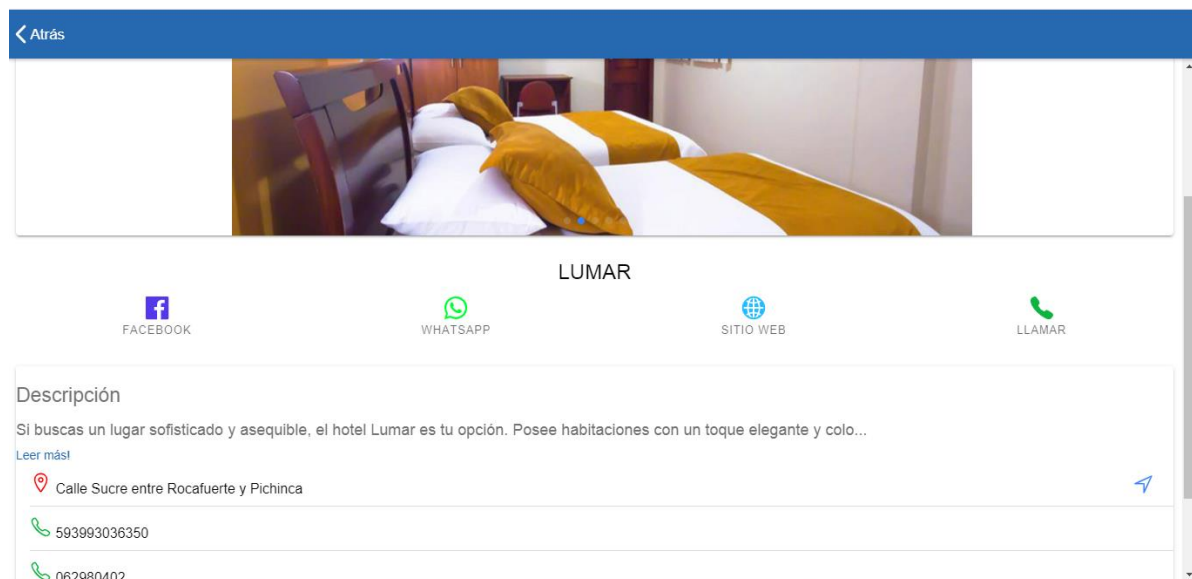 Atrás
LUMAR
FACEBOOK
WHATSAPP
SITIO WEB
LLAMAR
Descripción
Si buscas un lugar sofisticado y asequible, el hotel Lumar es tu opción. Posee habitaciones con un toque elegante y colo...
Leer más!
Calle Sucre entre Rocafuerte y Pichinca
593993036350
062980402